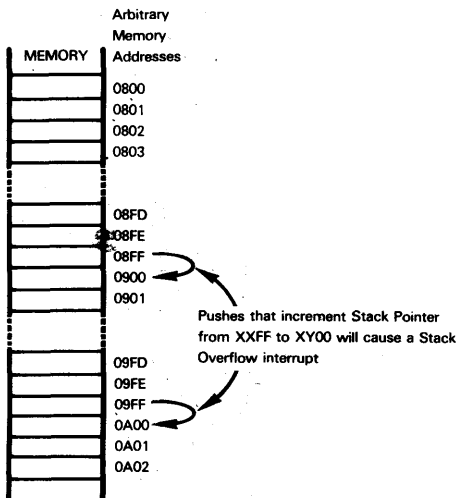 Arbitrary
Memory
MEMORY Addresses
0800
0801
0802
0803
08FD
08FE
08FF
0900
0901
Pushes that increment Stack Pointer
from XXFF to XY00 will cause a Stack
Overflow interrupt
09FD
09FE
09FF
0A00
0A01
0A02